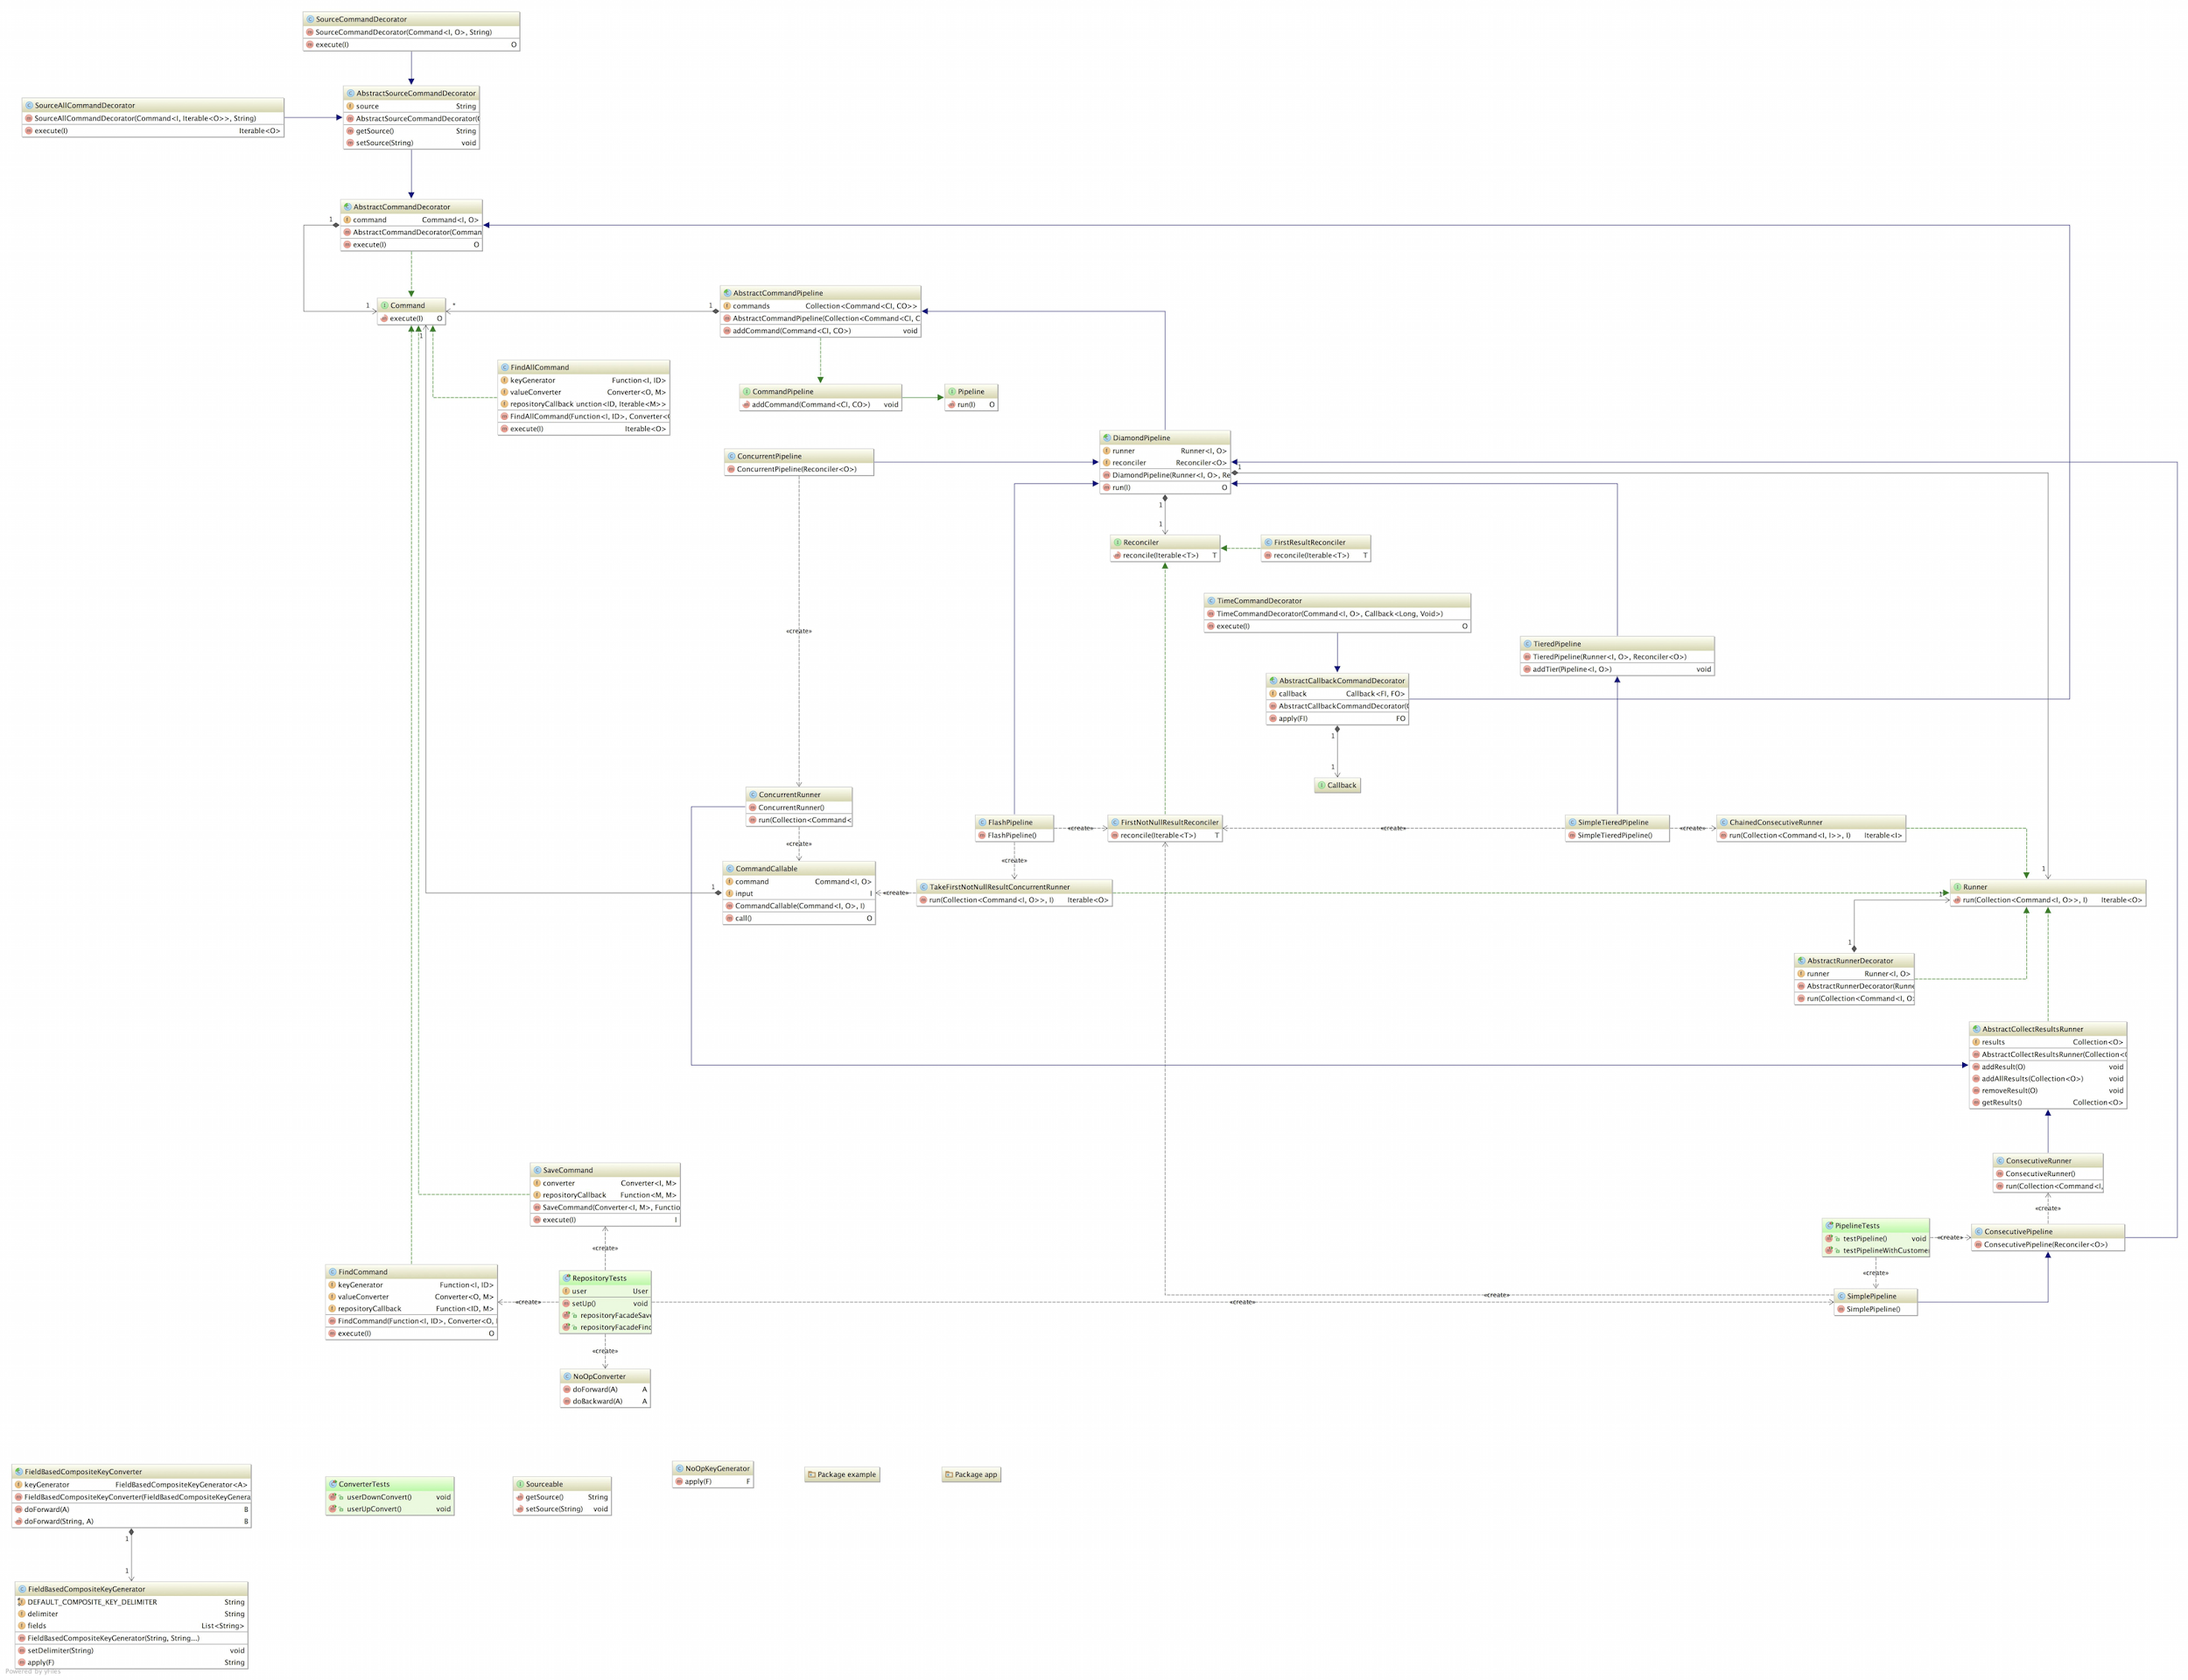 SourceCommandDecorator
SourceCommandDecorator(Command<I, O>, String)
execute(I) O
AbstractSourceCommandDecorator
source String
AbstractSourceCommandDecorator(
getSource() String
setSource(String) void
SourceAllCommandDecorator
SourceAllCommandDecorator(Command<I, Iterable<O>>, String)
execute(I) Iterable<O>
AbstractCommandDecorator
command Command<I, O>
AbstractCommandDecorator(Comman
execute(I) O
1
1
Command
execute(I) O
*
1
1
AbstractCommandPipeline
commands Collection<Command<CI, CO>>
AbstractCommandPipeline(Collection<Command<CI, C
addCommand(Command<CI, CO>) void
FindAllCommand
keyGenerator Function<I, ID>
valueConverter Converter<O, M>
repositoryCallback unction<ID, Iterable<M>>
FindAllCommand(Function<I, ID>, Converter<
execute(I) Iterable<O>
CommandPipeline
addCommand(Command<CI, CO>) void
Pipeline
run(I) O
DiamondPipeline
runner Runner<I, O>
reconciler Reconciler<O>
DiamondPipeline(Runner<I, O>, Re
run(I) O
1
1
1
ConcurrentPipeline
ConcurrentPipeline(Reconciler<O>)
Reconciler
reconcile(Iterable<T>) T
FirstResultReconciler
reconcile(Iterable<T>) T
TimeCommandDecorator
TimeCommandDecorator(Command<I, O>, Callback<Long, Void>)
execute(I) O
«create»
TieredPipeline
TieredPipeline(Runner<I, O>, Reconciler<O>)
addTier(Pipeline<I, O>) void
AbstractCallbackCommandDecorator
callback Callback<FI, FO>
AbstractCallbackCommandDecorator(
apply(FI) FO
1
1
Callback
ConcurrentRunner
ConcurrentRunner()
run(Collection<Command<
«create»
FlashPipeline
FlashPipeline()
«create»
«create»
FirstNotNullResultReconciler
reconcile(Iterable<T>) T
«create»
SimpleTieredPipeline
SimpleTieredPipeline()
«create»
ChainedConsecutiveRunner
run(Collection<Command<I, I>>, I) Iterable<I>
CommandCallable
command Command<I, O>
input I
CommandCallable(Command<I, O>, I)
call() O
1
«create»
TakeFirstNotNullResultConcurrentRunner
run(Collection<Command<I, O>>, I) Iterable<O>
1
1
Runner
run(Collection<Command<I, O>>, I) Iterable<O>
1
AbstractRunnerDecorator
runner Runner<I, O>
AbstractRunnerDecorator(Runn
run(Collection<Command<I, O
AbstractCollectResultsRunner
results Collection<O>
AbstractCollectResultsRunner(Collection<
addResult(O) void
addAllResults(Collection<O>) void
removeResult(O) void
getResults() Collection<O>
ConsecutiveRunner
ConsecutiveRunner()
run(Collection<Command<I,
«create»
SaveCommand
converter Converter<I, M>
repositoryCallback Function<M, M>
SaveCommand(Converter<I, M>, Functio
execute(I) I
«create»
PipelineTests
testPipeline() void
testPipelineWithCustome
«create»
«create»
ConsecutivePipeline
ConsecutivePipeline(Reconciler<O>)
FindCommand
keyGenerator Function<I, ID>
valueConverter Converter<O, M>
repositoryCallback Function<ID, M>
FindCommand(Function<I, ID>, Converter<O,
execute(I) O
«create»
RepositoryTests
user User
setUp() void
repositoryFacadeSav
repositoryFacadeFind
«create»
«create»
«create»
SimplePipeline
SimplePipeline()
NoOpConverter
doForward(A) A
doBackward(A) A
FieldBasedCompositeKeyConverter
keyGenerator FieldBasedCompositeKeyGenerator<A>
FieldBasedCompositeKeyConverter(FieldBasedCompositeKeyGenera
doForward(A) B
doForward(String, A) B
1
1
ConverterTests
userDownConvert() void
userUpConvert() void
Sourceable
getSource() String
setSource(String) void
NoOpKeyGenerator
apply(F) F
Package example
Package app
FieldBasedCompositeKeyGenerator
DEFAULT_COMPOSITE_KEY_DELIMITER String
delimiter String
fields List<String>
FieldBasedCompositeKeyGenerator(String, String...)
setDelimiter(String) void
apply(F) String
Powered by yFiles